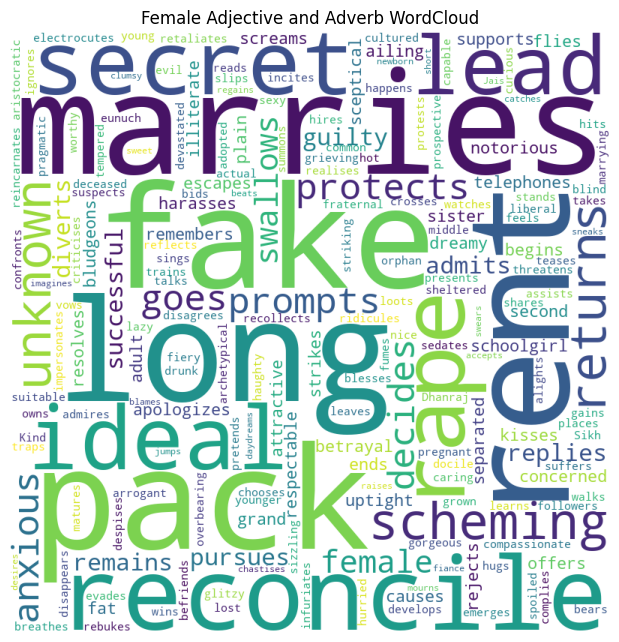 Female Adjective and Adverb WordCloud
electrocutes young retaliates screams cultured supports flies
secret lead
ignores clumsy evil reads slips incites ailing newborn sceptical happens short capable curious Jais
regains catches
marries
reincarnates aristocratic
pragmatic worthy tempered eunuch sweet devastated illiterate adopted plain sexy hires guilty
actual summons beats swallows common grieving hot realises protests prospective notorious hits marrying
deceased suspects escapes bids fraternal crosses protects watches telephones stands blind takes
harasses sister liberal feels sneaks
unknown diverts criticises bludgeons fake remembers reflects sings striking middle dreamy teases threatens
confronts imagines vows trains talks orphan admits begins returns
impersonates resolves successful goes prompts loots presents sheltered assists shares second
long disagrees recollects ridicules sedates schoolgirl rent
lazy adult fiery drunk archetypical haughty strikes nice fumes swears accepts alights
suitable owns admires blames apologizes leaves blesses decides rape Dhanraj separated gains places Sikh
Kind traps ideal jumps pretends daydreams attractive respectable betrayal pregnant docile kisses replies
ends caring suffers concerned
pack raises grown learns walks followers
anxious matures arrogant despises overbearing chooses younger grand sizzling uptight scheming
desires disappears remains pursues chastises infuriates female gorgeous compassionate
fiance rejects hugs offers
evades befriends glitzy hurried causes mourns spoiled complies
fat wins lost develops emerges bears
breathes rebukes reconcile